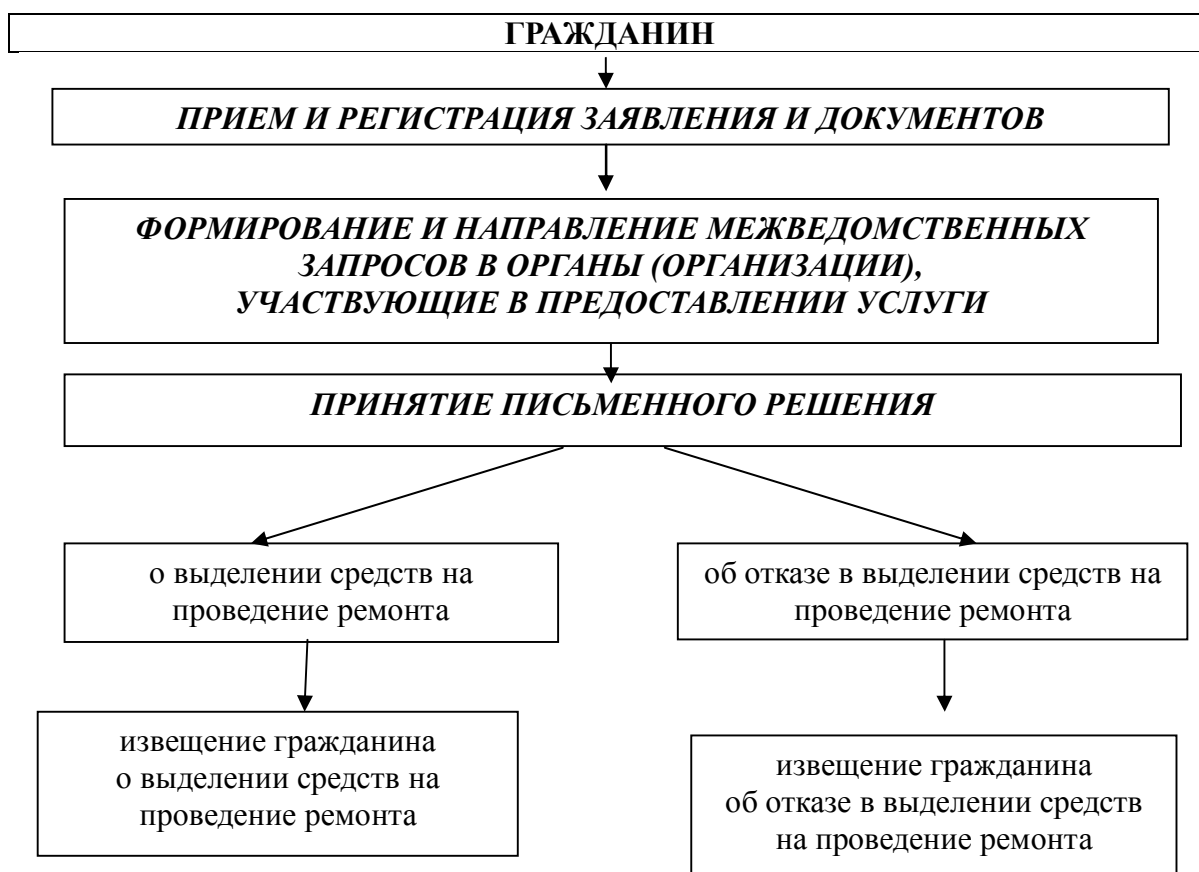 ГРАЖДАНИН
ПРИЕМ И РЕГИСТРАЦИЯ ЗАЯВЛЕНИЯ И ДОКУМЕНТОВ
ФОРМИРОВАНИЕ И НАПРАВЛЕНИЕ МЕЖВЕДОМСТВЕННЫХ
ЗАПРОСОВ В ОРГАНЫ (ОРГАНИЗАЦИИ),
УЧАСТВУЮЩИЕ В ПРЕДОСТАВЛЕНИИ УСЛУГИ
ПРИНЯТИЕ ПИСЬМЕННОГО РЕШЕНИЯ
о выделении средств на
проведение ремонта
об отказе в выделении средств на
проведение ремонта
извещение гражданина
о выделении средств на
проведение ремонта
извещение гражданина
об отказе в выделении средств
на проведение ремонта